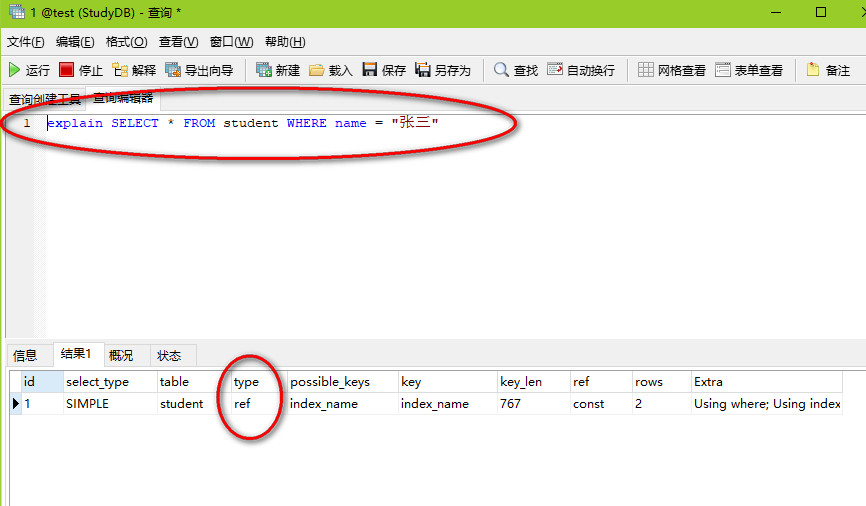 1 @test (StudyDB) - 查询 *
文件(F) 编辑(E) 格式(O) 查看(V) 窗口(W) 帮助(H)
运行 停止 解释 导出向导 新建 载入 保存 另存为 查找 自动换行 网格查看 表单查看 备注
查询创建工具 查询编辑器
1 explain SELECT * FROM student WHERE name = "张三"
信息 结果1 概况 状态
id select_type table type possible_keys key key_len ref rows Extra
1 SIMPLE student ref index_name index_name 767 const 2 Using where; Using index